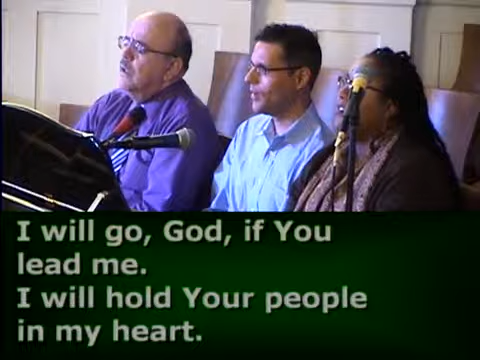 I will go, God, if You
lead me.
I will hold Your people
in my heart.